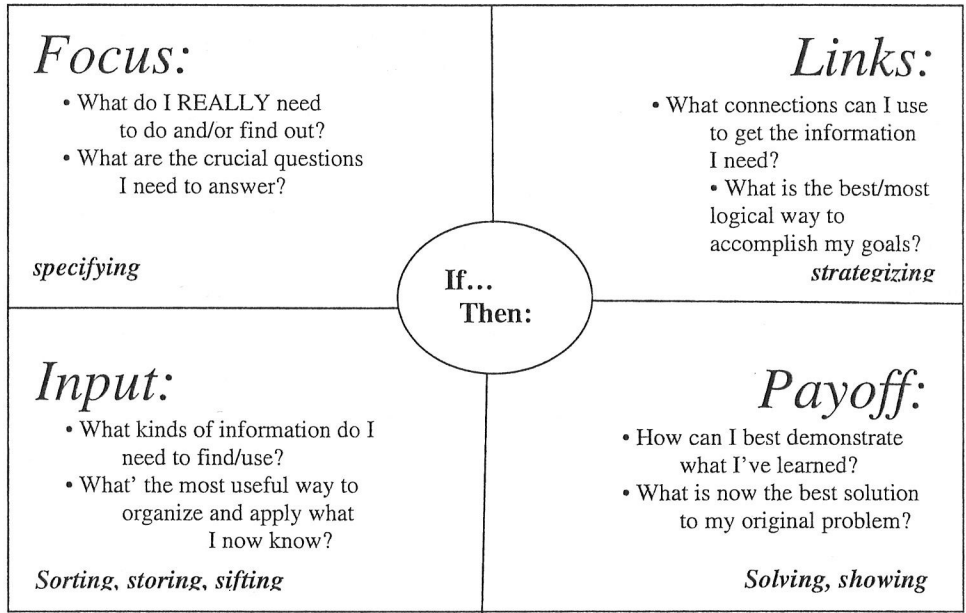 Focus:
• What do I REALLY need
to do and/or find out?
• What are the crucial questions
I need to answer?
specifying
Links:
• What connections can I use
to get the information
I need?
• What is the best/most
logical way to
accomplish my goals?
strategizing
If...
Then:
Input:
• What kinds of information do I
need to find/use?
• What' the most useful way to
organize and apply what
I now know?
Sorting, storing, sifting
Payoff:
• How can I best demonstrate
what I've learned?
• What is now the best solution
to my original problem?
Solving, showing